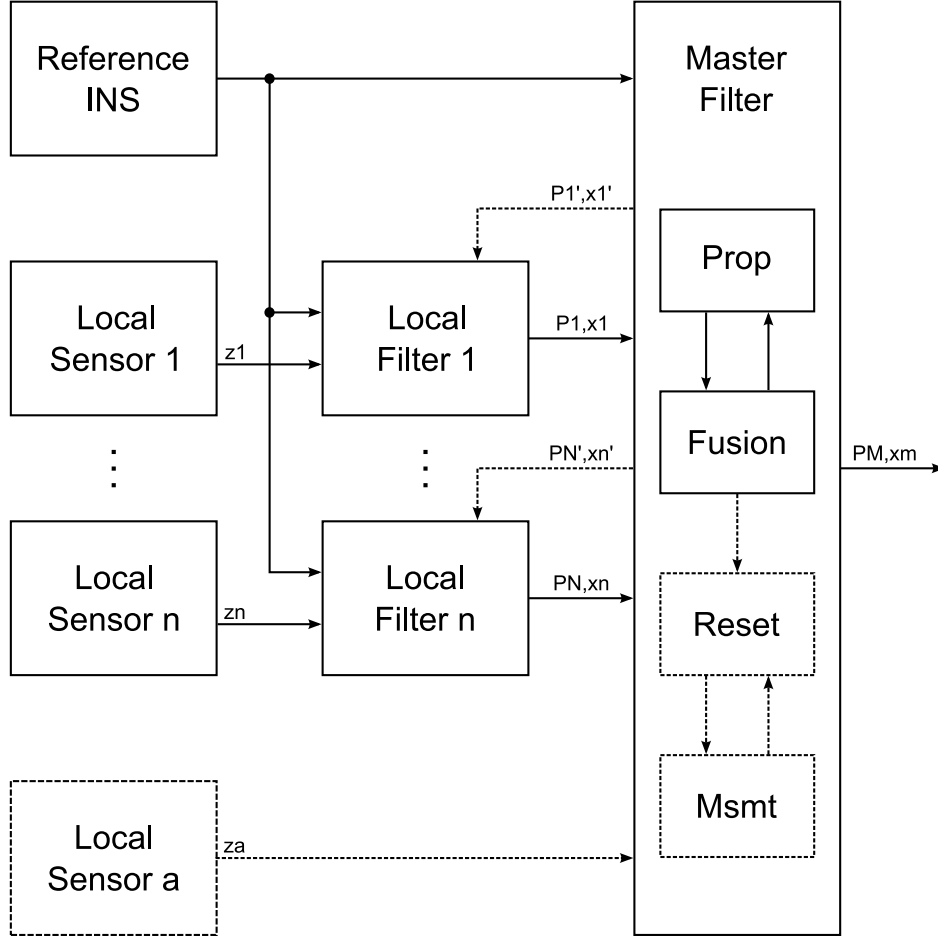 Reference
INS
Master
Filter
P1',x1'
Prop
Local
Sensor 1
z1
Local
Filter 1
P1,x1
Fusion
PN',xn'
PM,xm
Local
Sensor n
zn
Local
Filter n
PN,xn
Reset
Msmt
Local
Sensor a
za